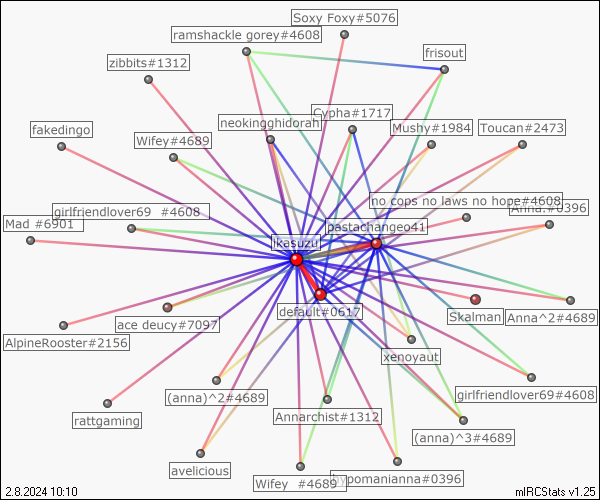 Soxy Foxy#5076
ramshackle gorey#4608
frisout
zibbits#1312
Cypha#1717
neokingghidorah
fakedingo
Wifey#4689
Mushy#1984
Toucan#2473
no cops no laws no hope#4608
Anna.#0396
girlfriendlover69 #4608
Mad #6901
pastachange041
ikasuzu
default#0617
Skalman
Anna^2#4689
ace deucy#7097
AlpineRooster#2156
xenoyaut
girlfriendlover69#4608
(anna)^2#4689
rattgaming
Annarchist#1312
(anna)^3#4689
avelicious
Wifey #4689
hypomanianna#0396
2.8.2024 10:10
mIRCStats v1.25